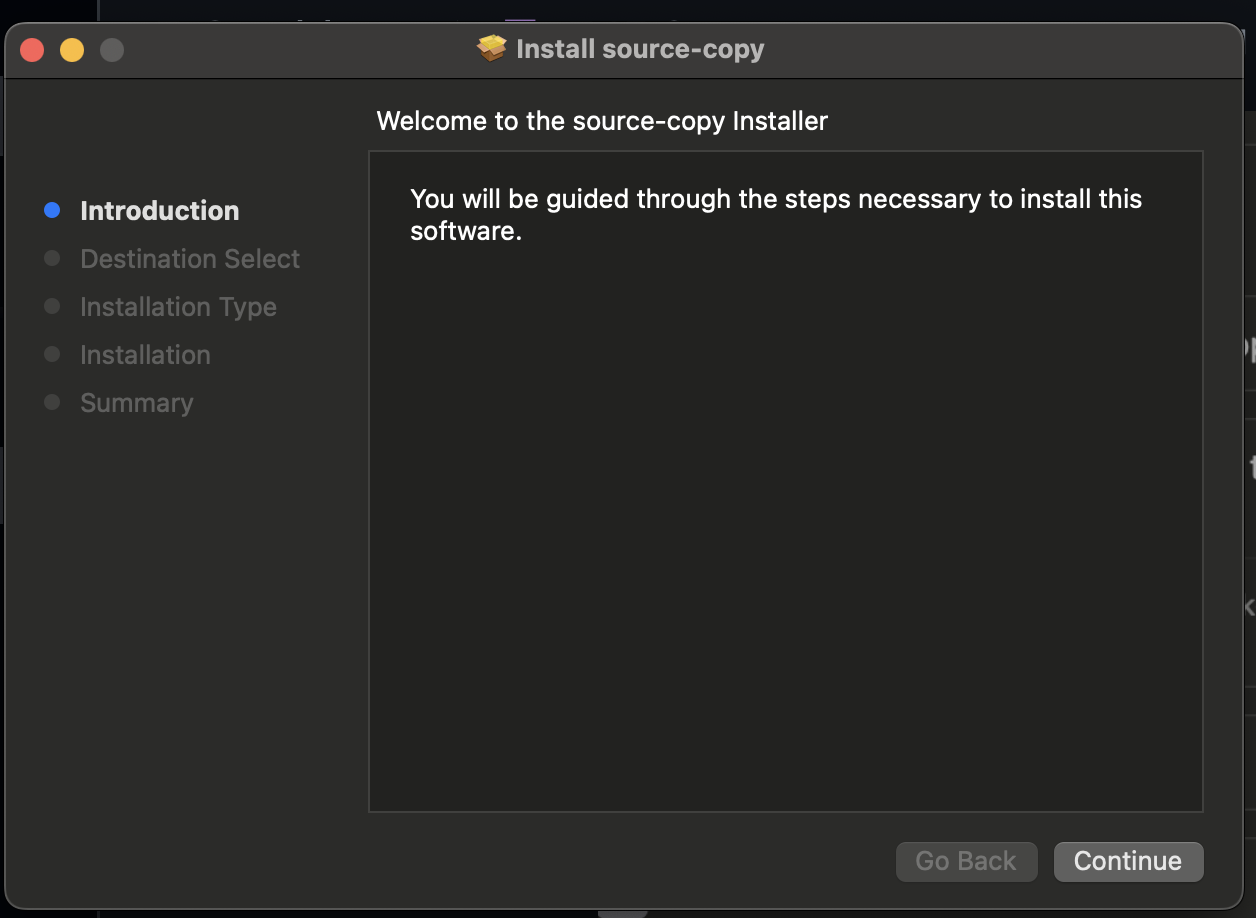 Install source-copy
Welcome to the source-copy Installer
Introduction
Destination Select
Installation Type
Installation
Summary
You will be guided through the steps necessary to install this
software.
Go Back
Continue